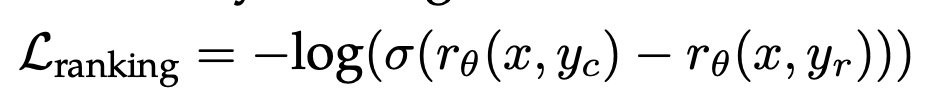 ℒ_ranking = −log(σ(r_θ(x, y_c) − r_θ(x, y_r)))